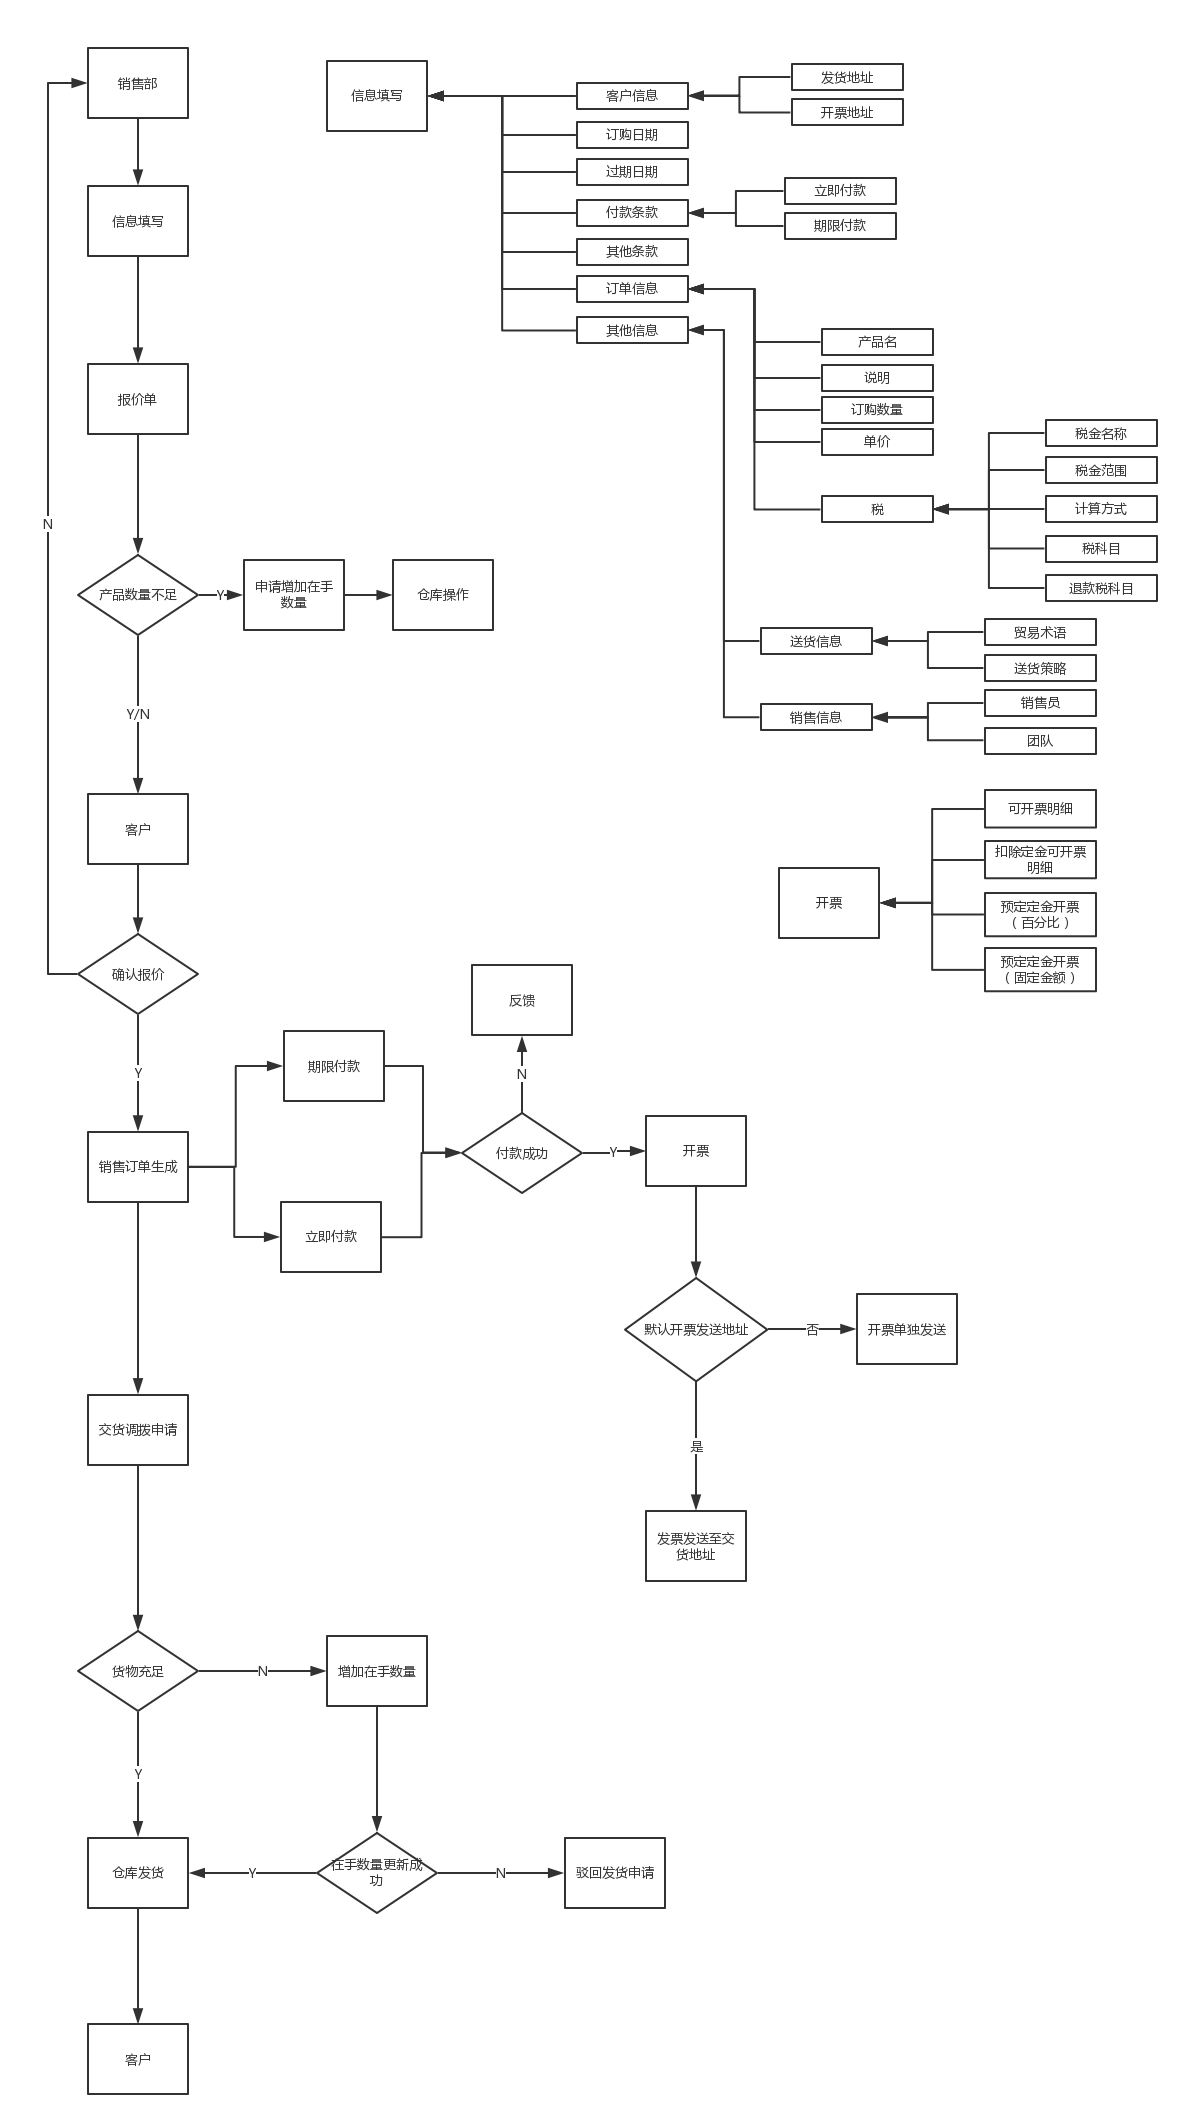 销售部
信息填写
报价单
N
产品数量不足
Y
申请增加在手
数量
仓库操作
Y/N
客户
确认报价
Y
销售订单生成
期限付款
立即付款
付款成功
N
反馈
Y
开票
默认开票发送地址
否
开票单独发送
是
发票发送至交
货地址
交货调拨申请
货物充足
N
增加在手数量
Y
仓库发货
Y
在手数量更新成
功
N
驳回发货申请
客户
信息填写
客户信息
发货地址
开票地址
订购日期
过期日期
付款条款
立即付款
期限付款
其他条款
订单信息
其他信息
产品名
说明
订购数量
单价
税
税金名称
税金范围
计算方式
税科目
退款税科目
送货信息
贸易术语
送货策略
销售信息
销售员
团队
开票
可开票明细
扣除定金可开票
明细
预定定金开票
（百分比）
预定定金开票
（固定金额）